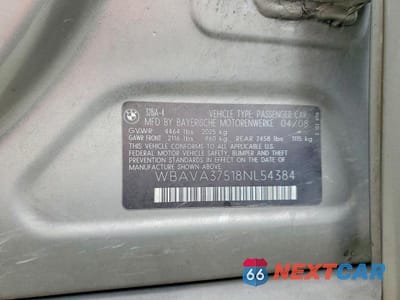 328A-4 VEHICLE TYPE: PASSENGER CAR
MFD BY BAYERISCHE MOTORENWERKE 04/08
GVWR 4464 lbs 2025 kg
GAWR FRONT 2116 lbs 960 kg GAWR REAR 2458 lbs 1115 kg
THIS VEHICLE CONFORMS TO ALL APPLICABLE
FEDERAL MOTOR VEHICLE SAFETY, BUMPER, AND THEFT
PREVENTION STANDARDS IN EFFECT ON THE DATE
OF MANUFACTURE SHOWN ABOVE.
WBAVA37518NL54384
66
NEXTCAR